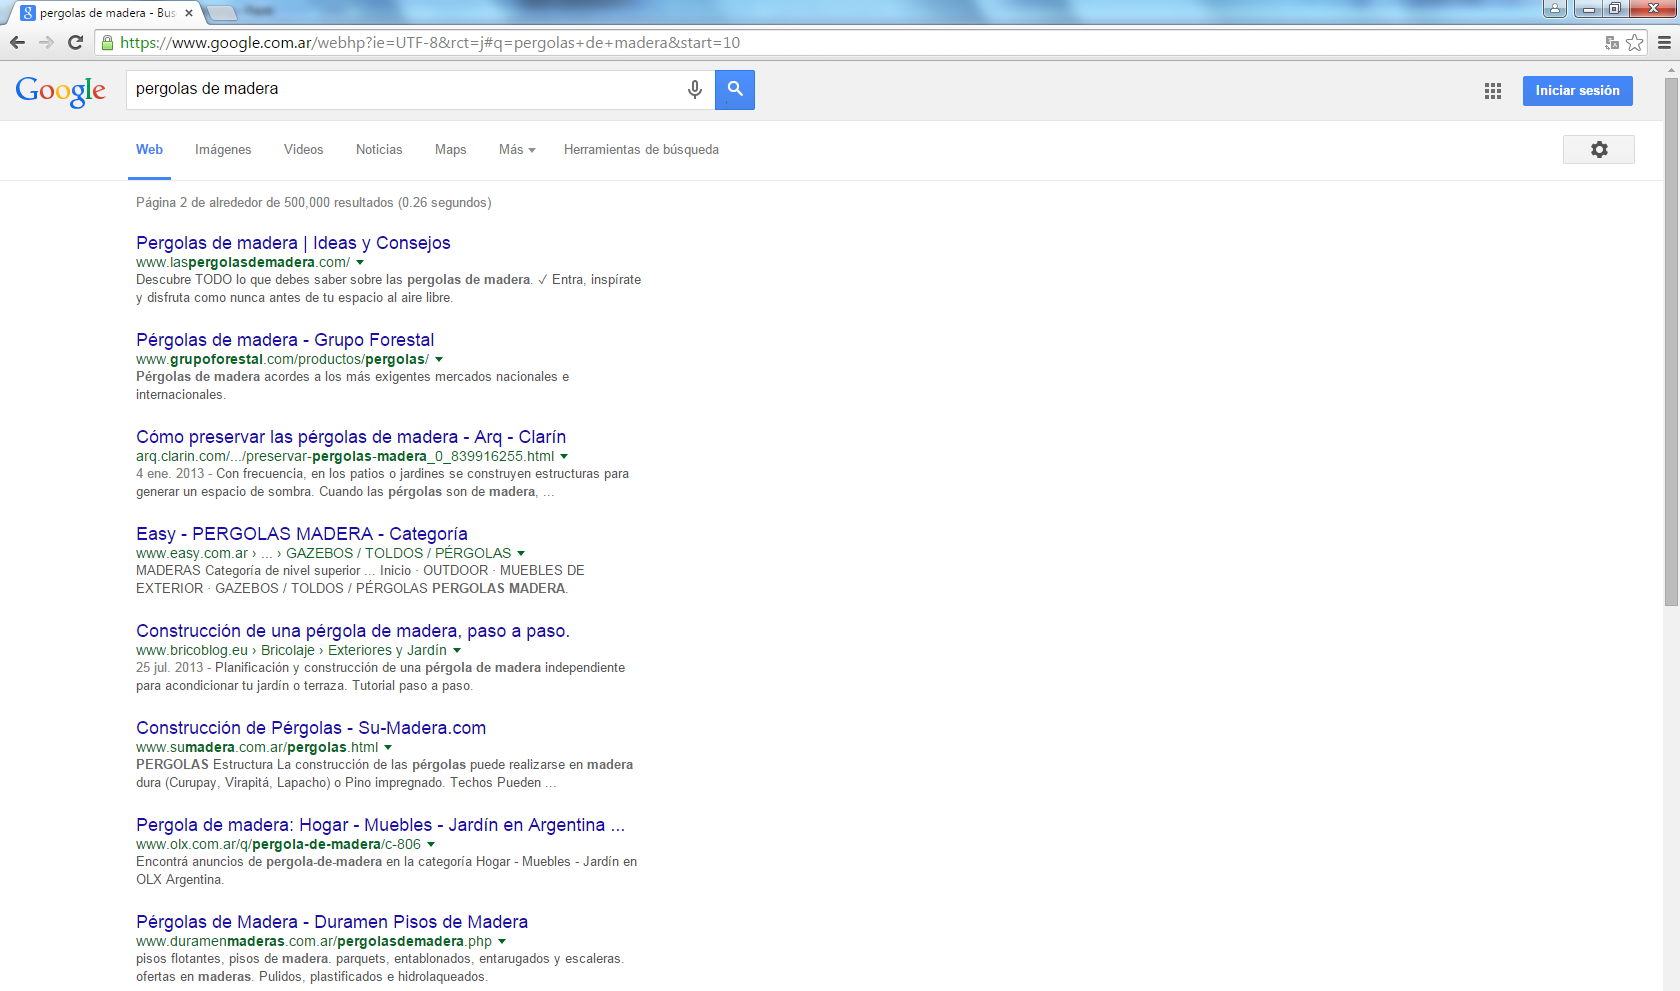 pergolas de madera - Bus
https://www.google.com.ar/webhp?ie=UTF-8&rct=j#q=pergolas+de+madera&start=10
Google
pergolas de madera
Iniciar sesión
Web Imágenes Videos Noticias Maps Más Herramientas de búsqueda
Página 2 de alrededor de 500,000 resultados (0.26 segundos)
Pergolas de madera | Ideas y Consejos
www.laspergolasdemadera.com/
Descubre TODO lo que debes saber sobre las pergolas de madera. ✓ Entra, inspírate
y disfruta como nunca antes de tu espacio al aire libre.
Pérgolas de madera - Grupo Forestal
www.grupoforestal.com/productos/pergolas/
Pérgolas de madera acordes a los más exigentes mercados nacionales e
internacionales.
Cómo preservar las pérgolas de madera - Arq - Clarín
arq.clarin.com/.../preservar-pergolas-madera_0_839916255.html
4 ene. 2013 - Con frecuencia, en los patios o jardines se construyen estructuras para
generar un espacio de sombra. Cuando las pérgolas son de madera, ...
Easy - PERGOLAS MADERA - Categoría
www.easy.com.ar › ... › GAZEBOS / TOLDOS / PÉRGOLAS
MADERAS Categoría de nivel superior ... Inicio · OUTDOOR · MUEBLES DE
EXTERIOR · GAZEBOS / TOLDOS / PÉRGOLAS PERGOLAS MADERA.
Construcción de una pérgola de madera, paso a paso.
www.bricoblog.eu › Bricolaje › Exteriores y Jardín
25 jul. 2013 - Planificación y construcción de una pérgola de madera independiente
para acondicionar tu jardín o terraza. Tutorial paso a paso.
Construcción de Pérgolas - Su-Madera.com
www.sumadera.com.ar/pergolas.html
PERGOLAS Estructura La construcción de las pérgolas puede realizarse en madera
dura (Curupay, Virapitá, Lapacho) o Pino impregnado. Techos Pueden ...
Pergola de madera: Hogar - Muebles - Jardín en Argentina ...
www.olx.com.ar/q/pergola-de-madera/c-806
Encontrá anuncios de pergola-de-madera en la categoría Hogar - Muebles - Jardín en
OLX Argentina.
Pérgolas de Madera - Duramen Pisos de Madera
www.duramenmaderas.com.ar/pergolasdemadera.php
pisos flotantes, pisos de madera. parquets, entablonados, entarugados y escaleras.
ofertas en maderas. Pulidos, plastificados e hidrolaqueados.